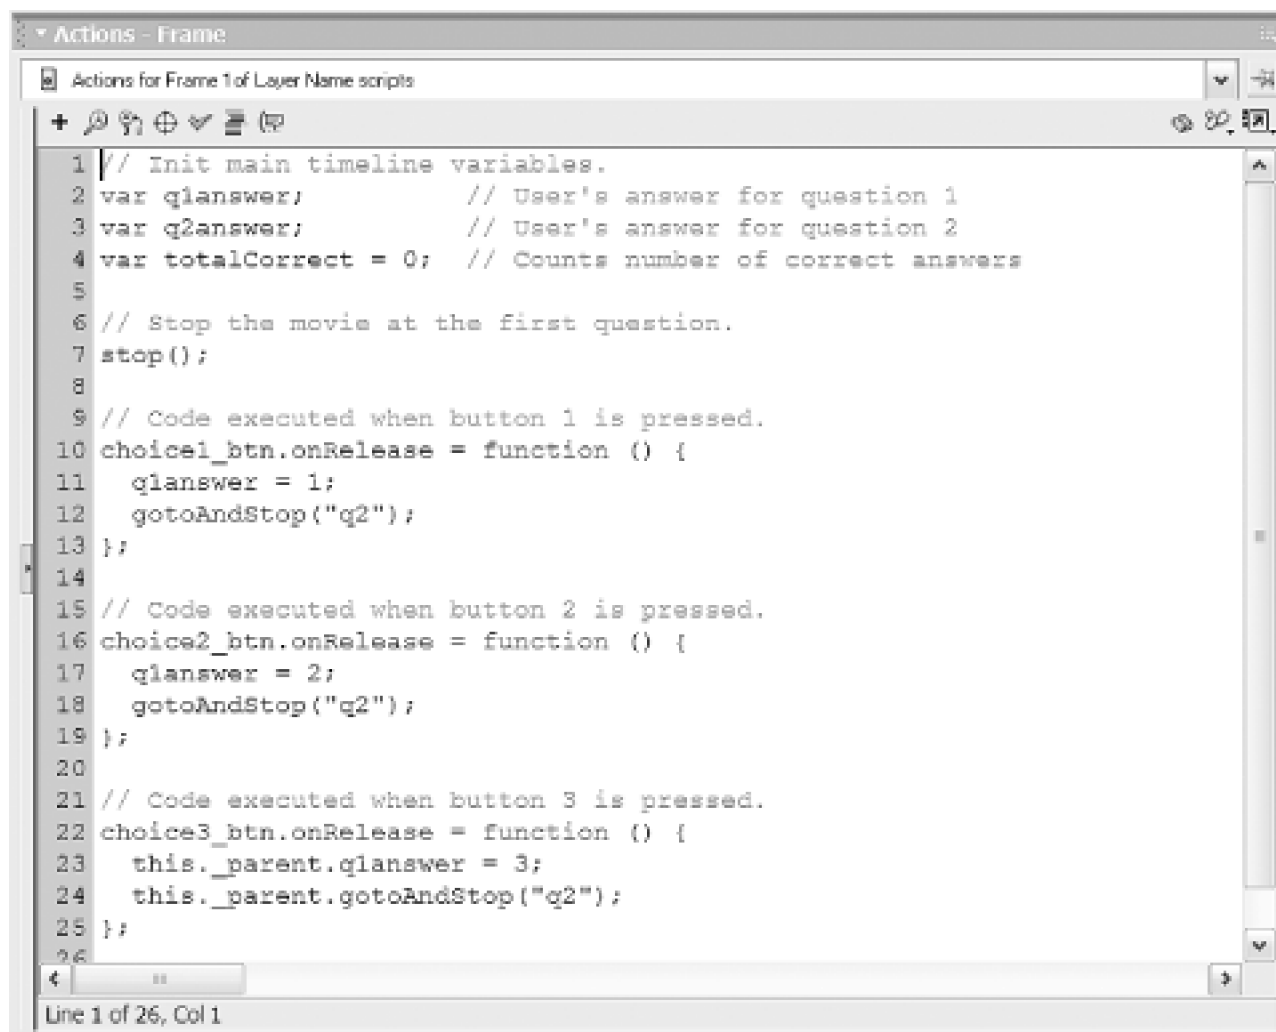 Actions - Frame
Actions for Frame 1 of Layer Name scripts
1 // Init main timeline variables.
2 var q1answer;          // User's answer for question 1
3 var q2answer;          // User's answer for question 2
4 var totalCorrect = 0;  // Counts number of correct answers
5
6 // Stop the movie at the first question.
7 stop();
8
9 // Code executed when button 1 is pressed.
10 choice1_btn.onRelease = function () {
11   q1answer = 1;
12   gotoAndStop("q2");
13 };
14
15 // Code executed when button 2 is pressed.
16 choice2_btn.onRelease = function () {
17   q1answer = 2;
18   gotoAndStop("q2");
19 };
20
21 // Code executed when button 3 is pressed.
22 choice3_btn.onRelease = function () {
23   this._parent.q1answer = 3;
24   this._parent.gotoAndStop("q2");
25 };
26
Line 1 of 26, Col 1